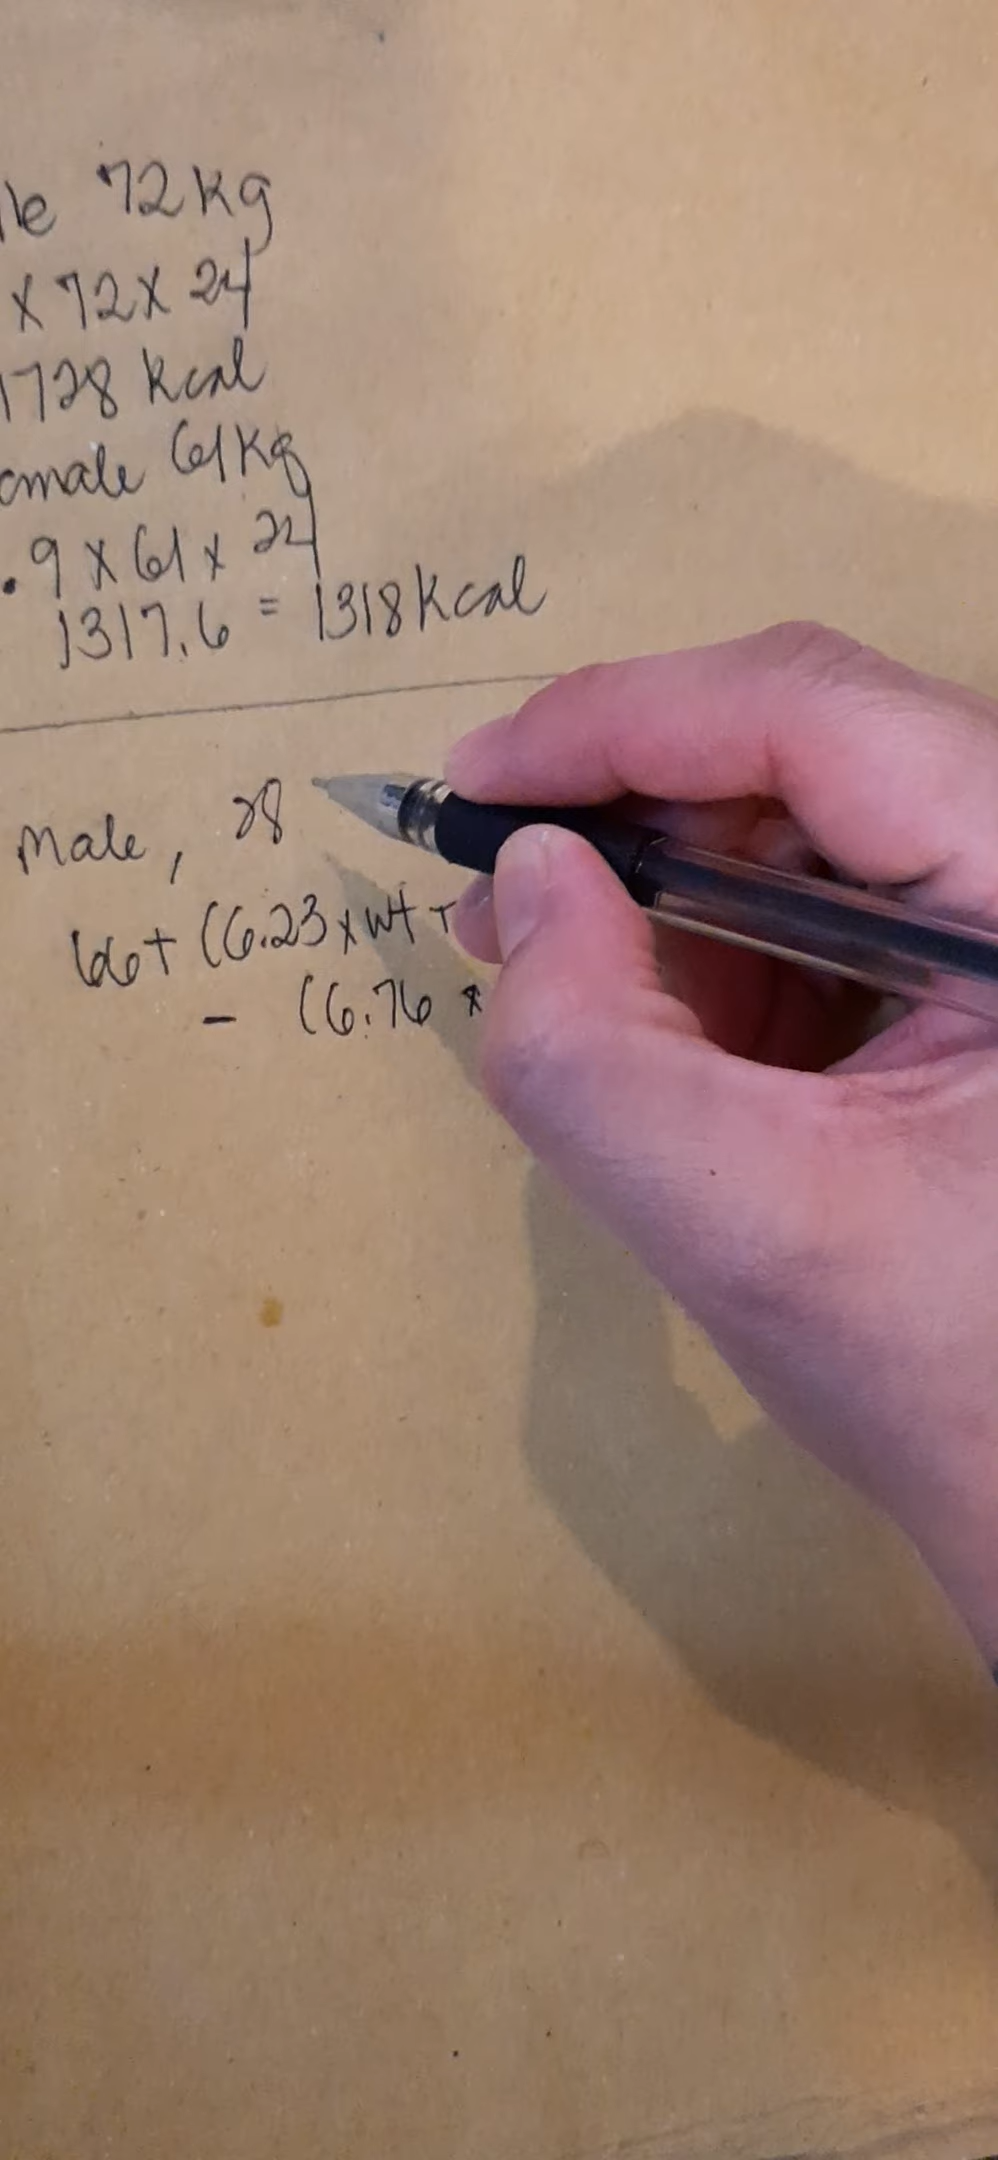 le 72kg
x 72 x 24
1728 kcal
emale 61kg
.9 x 61 x 24
1317.6 = 1318 kcal
Male, 28
66 + (6.23 x wt +
- (6.76 x